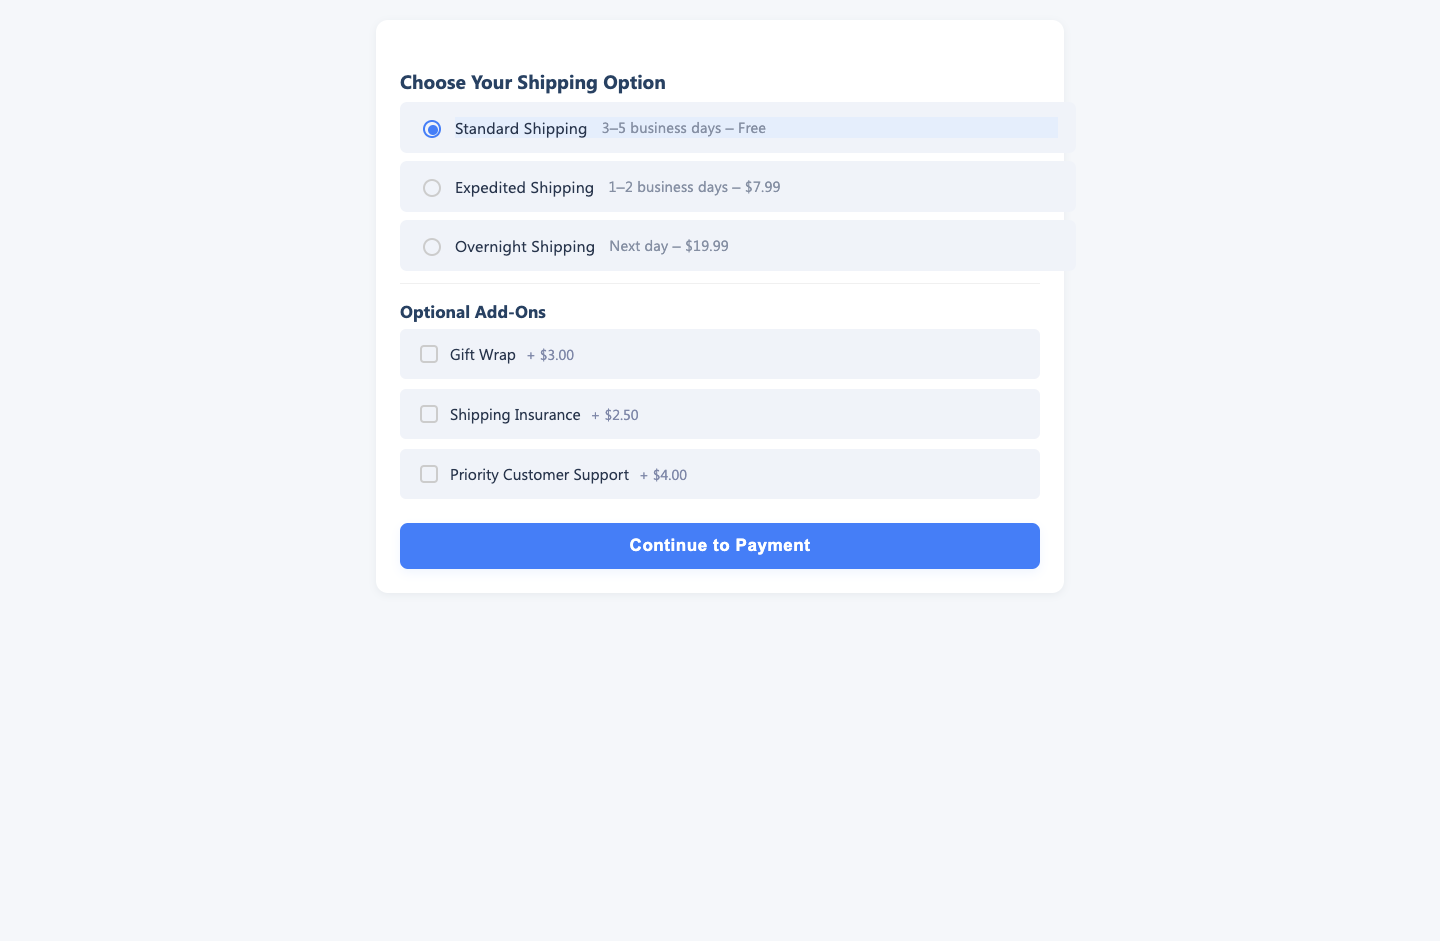 Choose Your Shipping Option
Standard Shipping 3–5 business days – Free
Expedited Shipping 1–2 business days – $7.99
Overnight Shipping Next day – $19.99
Optional Add-Ons
Gift Wrap + $3.00
Shipping Insurance + $2.50
Priority Customer Support + $4.00
Continue to Payment